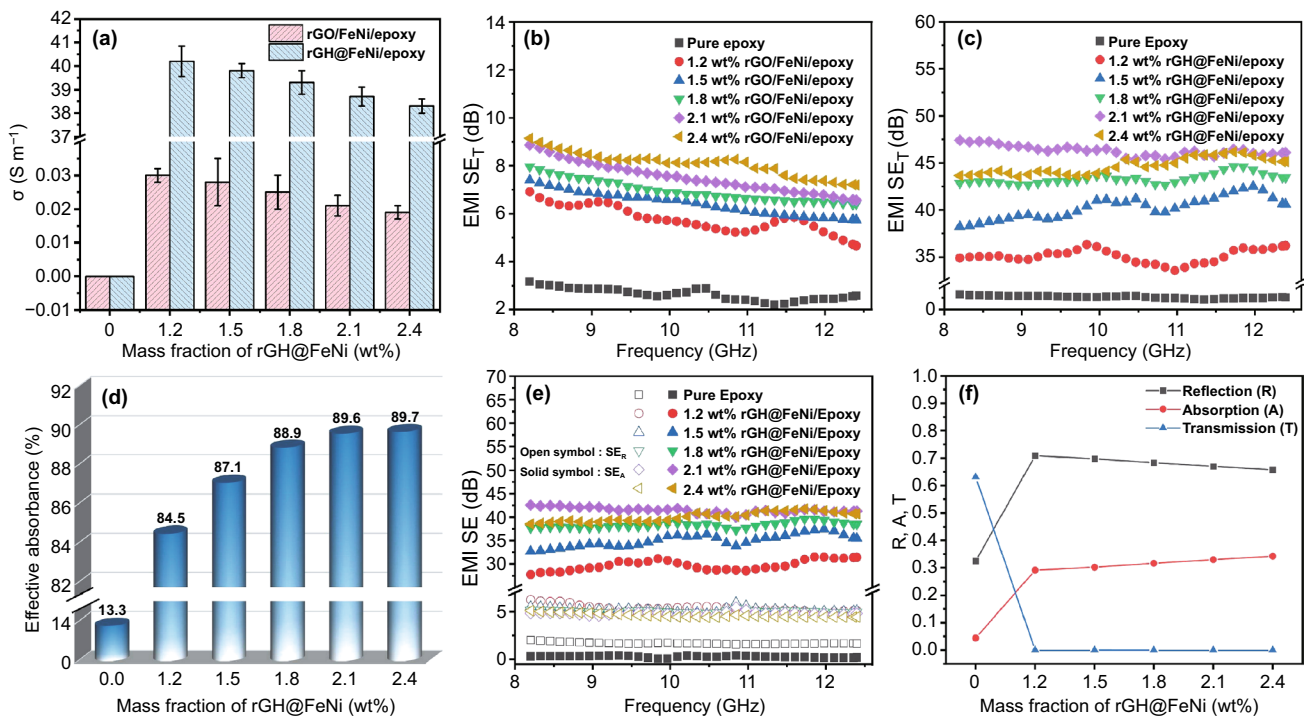 (a)
rGO/FeNi/epoxy
rGH@FeNi/epoxy
42
41
40
39
38
37
0.03
0.02
0.01
0.00
−0.01
σ (S m⁻¹)
0
1.2
1.5
1.8
2.1
2.4
Mass fraction of rGH@FeNi (wt%)
(b)
Pure epoxy
1.2 wt% rGO/FeNi/epoxy
1.5 wt% rGO/FeNi/epoxy
1.8 wt% rGO/FeNi/epoxy
2.1 wt% rGO/FeNi/epoxy
2.4 wt% rGO/FeNi/epoxy
14
12
10
8
6
4
2
EMI SE_T (dB)
8
9
10
11
12
Frequency (GHz)
(c)
Pure Epoxy
1.2 wt% rGH@FeNi/epoxy
1.5 wt% rGH@FeNi/epoxy
1.8 wt% rGH@FeNi/epoxy
2.1 wt% rGH@FeNi/epoxy
2.4 wt% rGH@FeNi/epoxy
60
55
50
45
40
35
0
EMI SE_T (dB)
8
9
10
11
12
Frequency (GHz)
(d)
92
90
88
86
84
82
14
0
Effective absorbance (%)
13.3
84.5
87.1
88.9
89.6
89.7
0.0
1.2
1.5
1.8
2.1
2.4
Mass fraction of rGH@FeNi (wt%)
(e)
Pure Epoxy
1.2 wt% rGH@FeNi/Epoxy
1.5 wt% rGH@FeNi/Epoxy
Open symbol : SE_R
1.8 wt% rGH@FeNi/Epoxy
Solid symbol : SE_A
2.1 wt% rGH@FeNi/Epoxy
2.4 wt% rGH@FeNi/Epoxy
70
65
60
55
50
45
40
35
30
5
0
EMI SE (dB)
8
9
10
11
12
Frequency (GHz)
(f)
Reflection (R)
Absorption (A)
Transmission (T)
1.0
0.9
0.8
0.7
0.6
0.5
0.4
0.3
0.2
0.1
0.0
R, A, T
0
1.2
1.5
1.8
2.1
2.4
Mass fraction of rGH@FeNi (wt%)